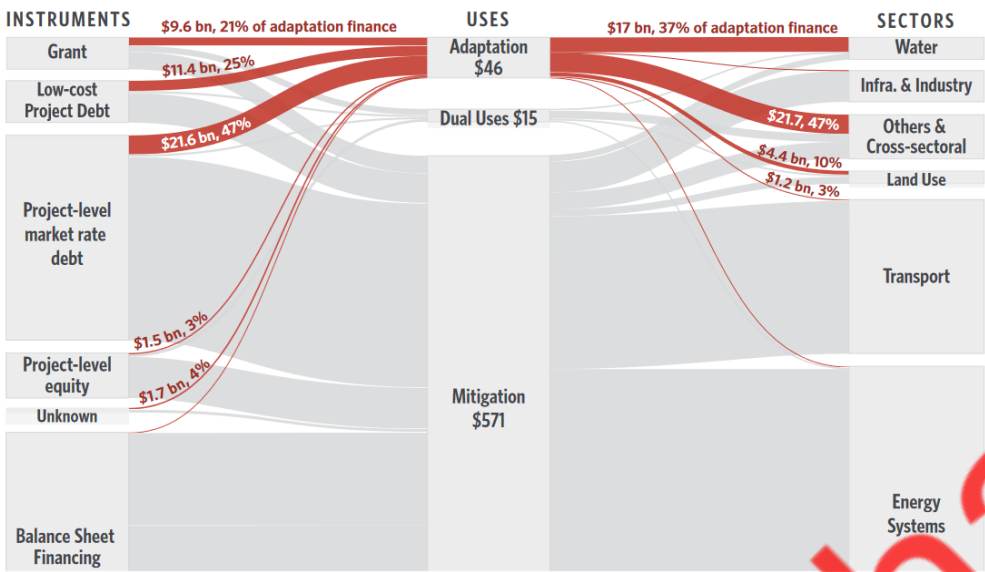 INSTRUMENTS
USES
SECTORS
$9.6 bn, 21% of adaptation finance
$17 bn, 37% of adaptation finance
Grant
Adaptation
$46
Water
$11.4 bn, 25%
Low-cost
Project Debt
Infra. & Industry
Dual Uses $15
$21.6 bn, 47%
$21.7, 47%
Others &
Cross-sectoral
$4.4 bn, 10%
$1.2 bn, 3%
Land Use
Project-level
market rate
debt
Transport
$1.5 bn, 3%
Project-level
equity
$1.7 bn, 4%
Unknown
Mitigation
$571
Balance Sheet
Financing
Energy
Systems